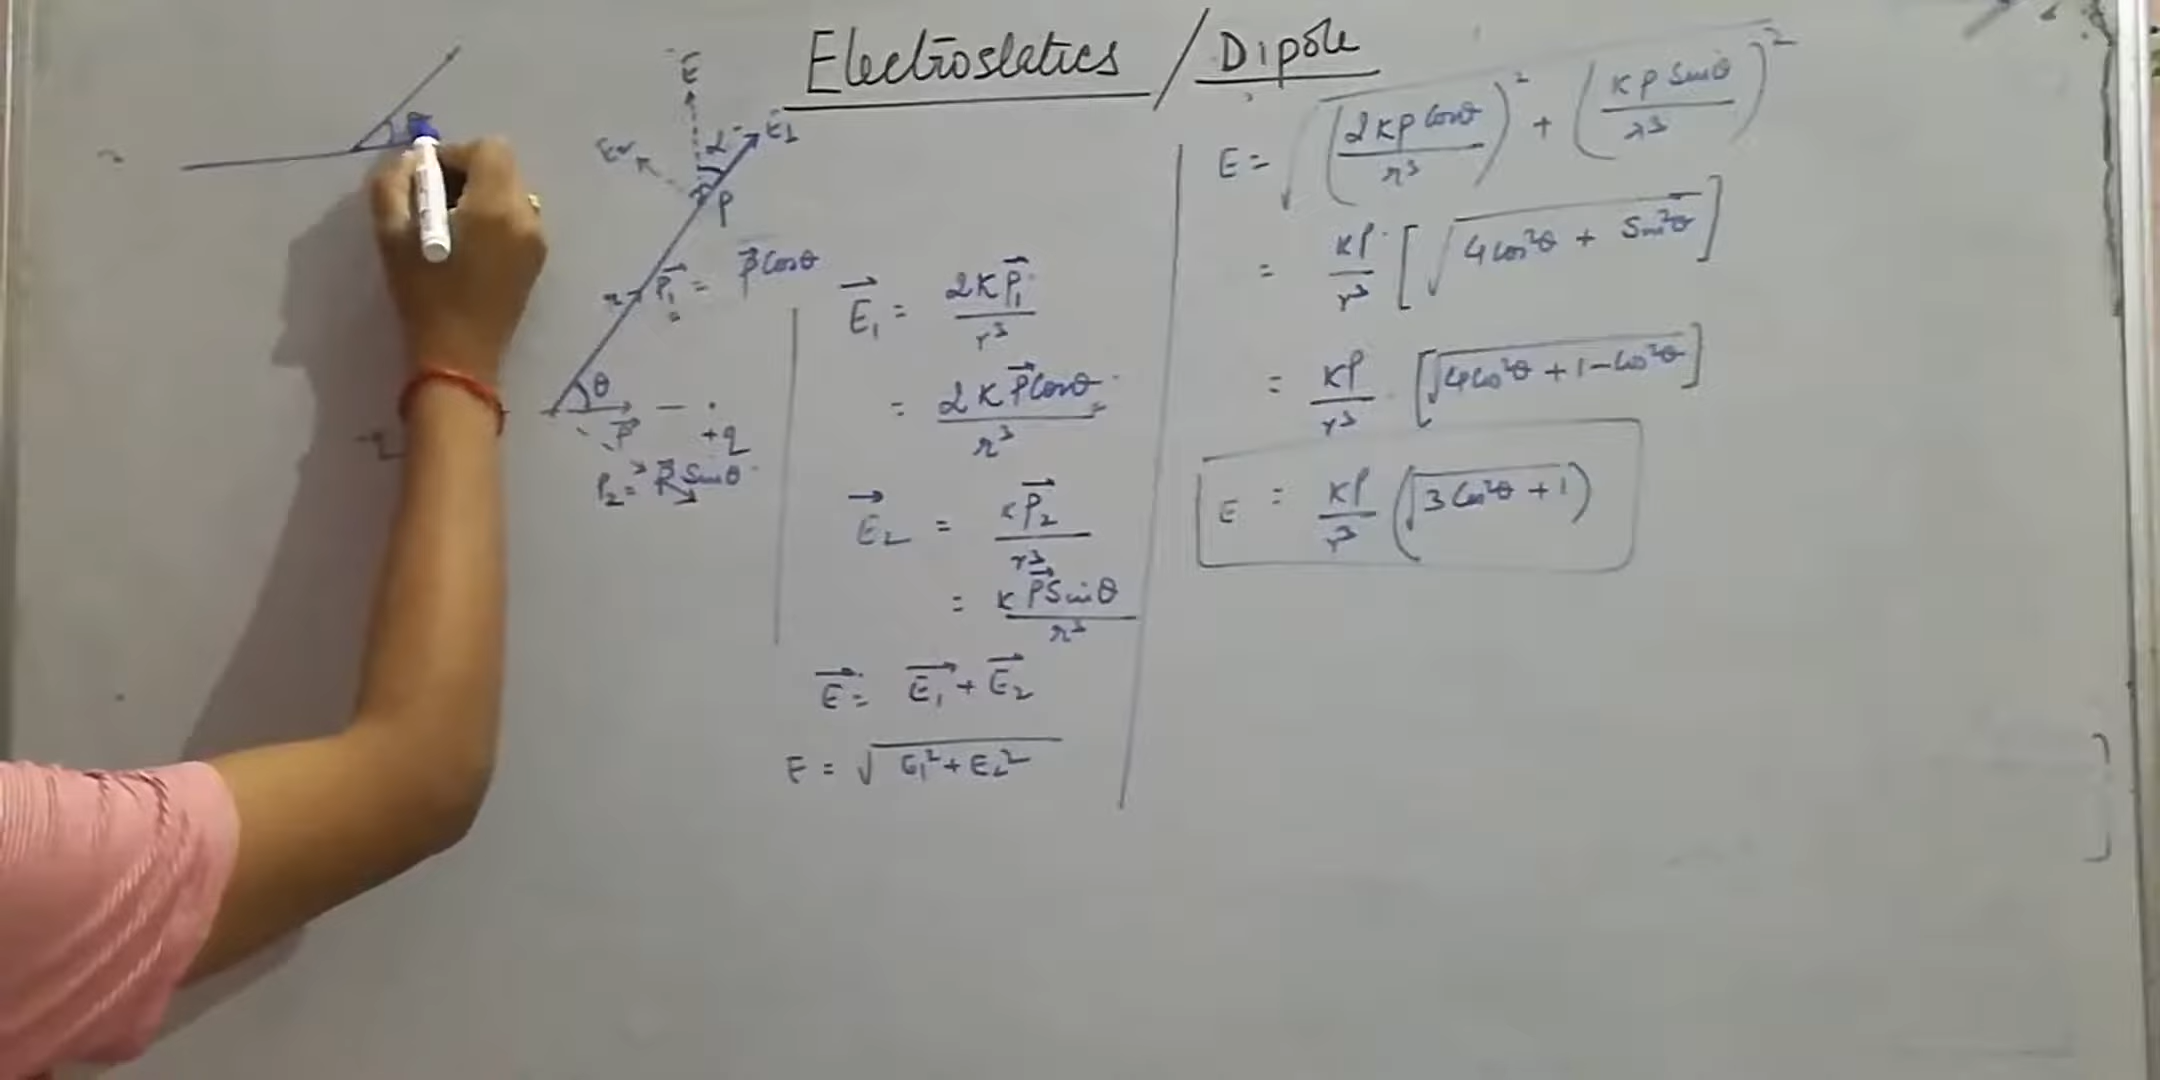 Electrostatics / Dipole
θ
E
E₂
α
E1
P
r
P⃗₁ = P⃗ Cosθ
θ
P⃗
-q
+q
P₂ = P⃗ Sinθ
E⃗₁ = 2KP⃗₁ / r³
= 2KP⃗Cosθ / r³
E⃗₂ = KP⃗₂ / r³
= KP⃗Sinθ / r³
E⃗ = E⃗₁ + E⃗₂
E = √(E₁² + E₂²)
E = √((2KP Cosθ / r³)² + (KP Sinθ / r³)²)
= KP / r³ [√(4cos²θ + Sin²θ)]
= KP / r³ [√(4cos²θ + 1 - Cos²θ)]
E = KP / r³ (√(3Cos²θ + 1))